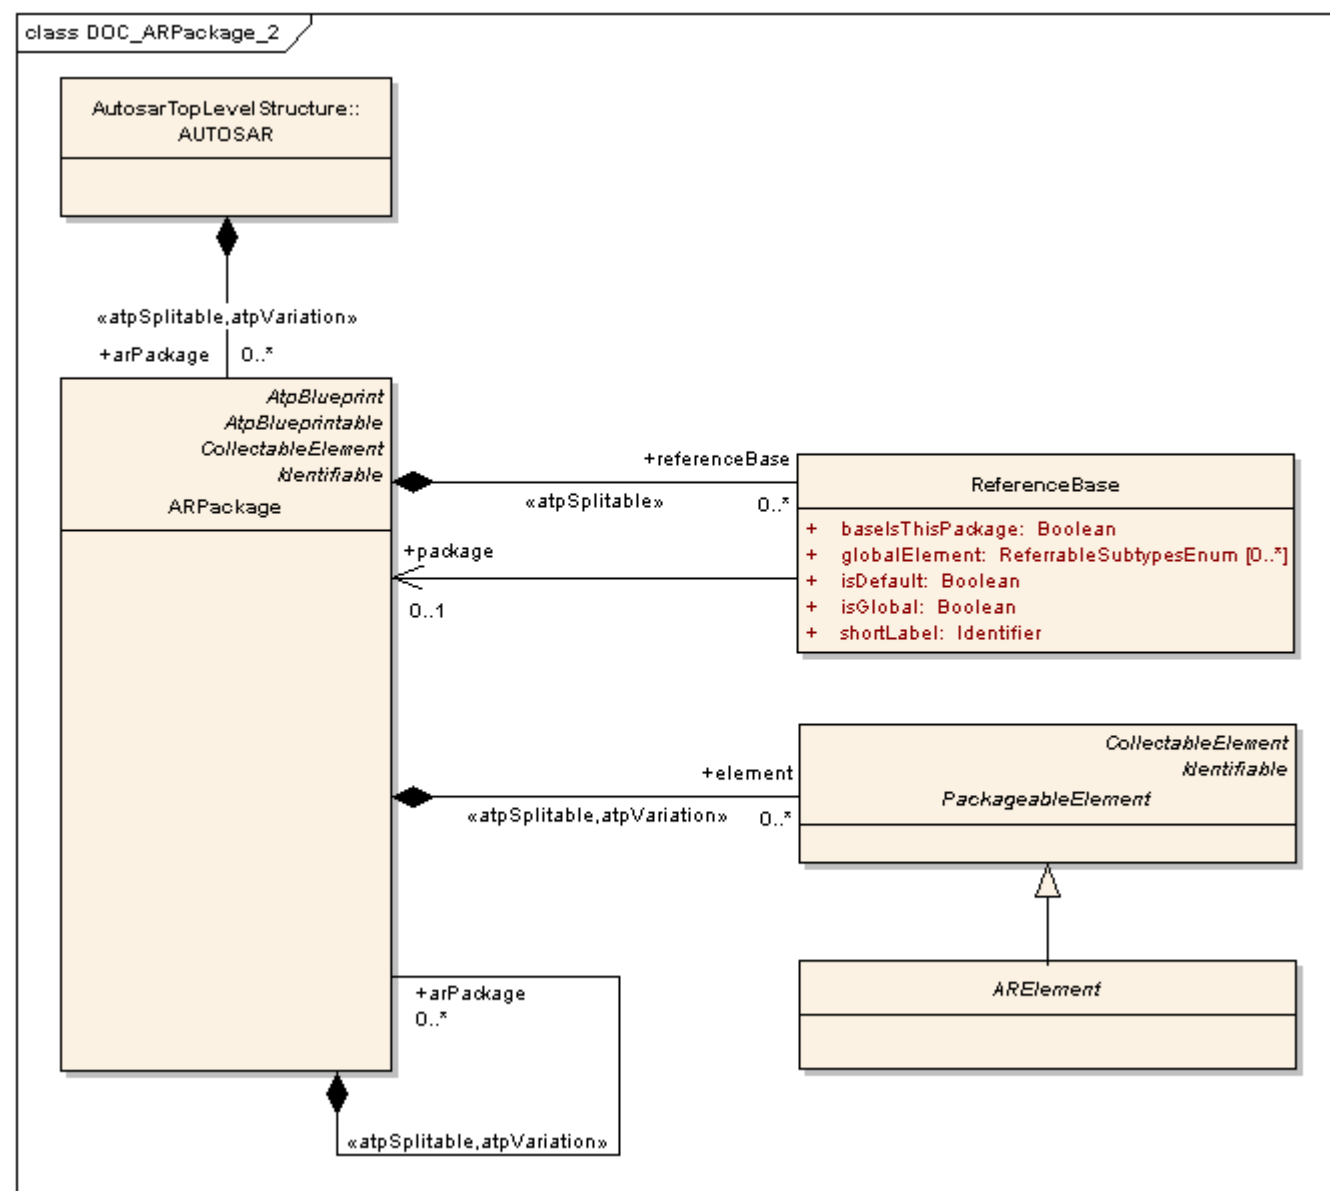 class DOC_ARPackage_2
AutosarTopLevelStructure::
AUTOSAR
«atpSplitable,atpVariation»
+arPackage 0..*
AtpBlueprint
AtpBlueprintable
CollectableElement
Identifiable
ARPackage
+referenceBase
«atpSplitable» 0..*
+package
0..1
ReferenceBase
+ baseIsThisPackage: Boolean
+ globalElement: ReferrableSubtypesEnum [0..*]
+ isDefault: Boolean
+ isGlobal: Boolean
+ shortLabel: Identifier
+element
«atpSplitable,atpVariation» 0..*
CollectableElement
Identifiable
PackageableElement
ARElement
+arPackage
0..*
«atpSplitable,atpVariation»